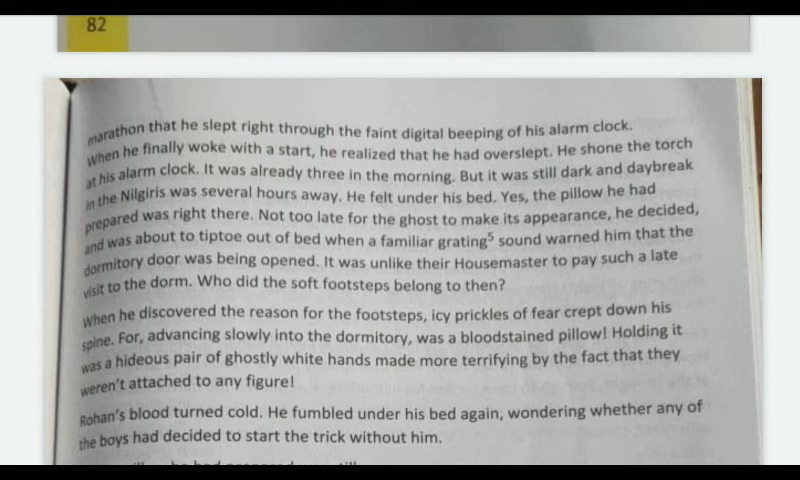 82
marathon that he slept right through the faint digital beeping of his alarm clock.
When he finally woke with a start, he realized that he had overslept. He shone the torch
at his alarm clock. It was already three in the morning. But it was still dark and daybreak
in the Nilgiris was several hours away. He felt under his bed. Yes, the pillow he had
prepared was right there. Not too late for the ghost to make its appearance, he decided,
and was about to tiptoe out of bed when a familiar grating⁵ sound warned him that the
dormitory door was being opened. It was unlike their Housemaster to pay such a late
visit to the dorm. Who did the soft footsteps belong to then?
When he discovered the reason for the footsteps, icy prickles of fear crept down his
spine. For, advancing slowly into the dormitory, was a bloodstained pillow! Holding it
was a hideous pair of ghostly white hands made more terrifying by the fact that they
weren't attached to any figure!
Rohan's blood turned cold. He fumbled under his bed again, wondering whether any of
the boys had decided to start the trick without him.